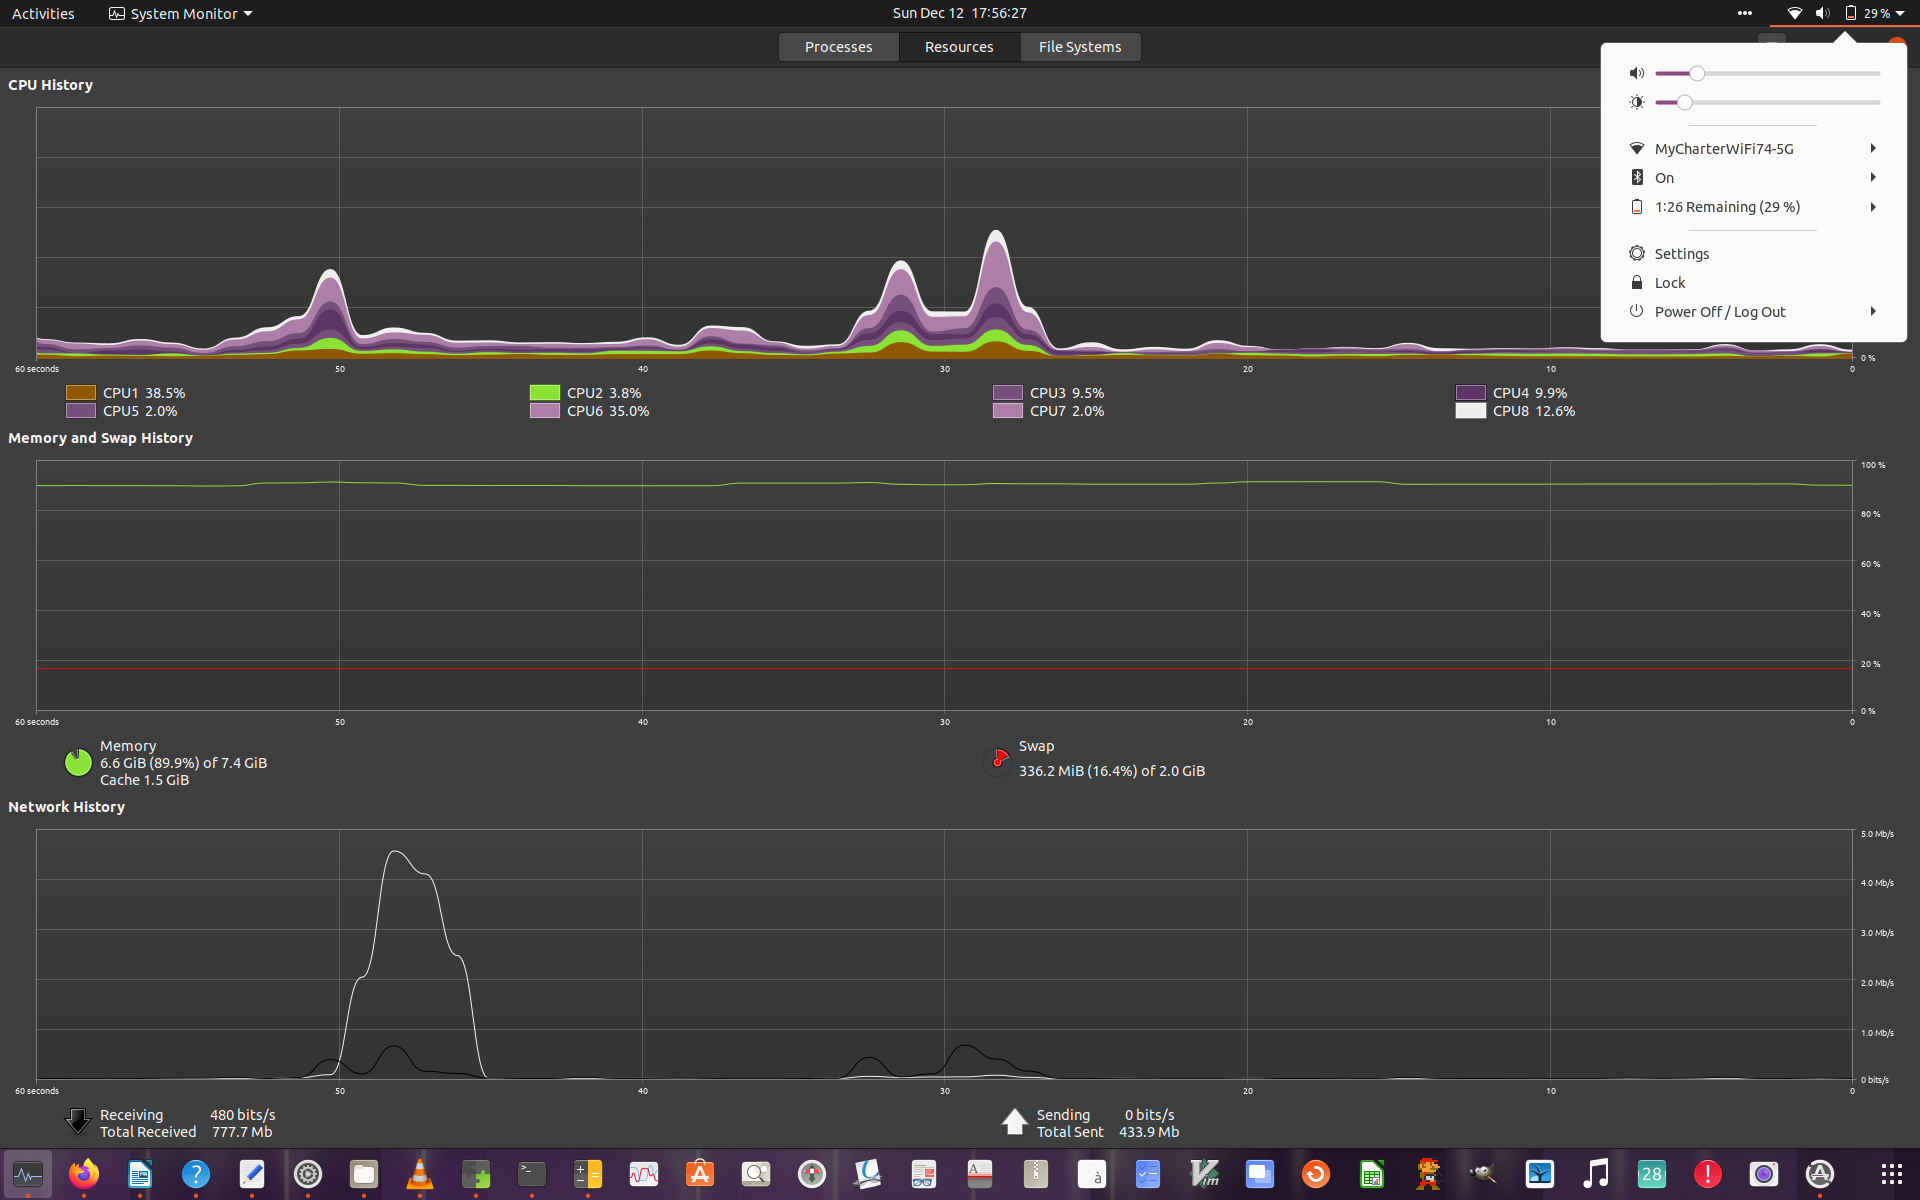 Activities
System Monitor
Sun Dec 12 17:56:27
29 %
Processes
Resources
File Systems
CPU History
MyCharterWiFi74-5G
On
1:26 Remaining (29 %)
Settings
Lock
Power Off / Log Out
0 %
60 seconds 50 40 30 20 10 0
CPU1 38.5% CPU2 3.8% CPU3 9.5% CPU4 9.9%
CPU5 2.0% CPU6 35.0% CPU7 2.0% CPU8 12.6%
Memory and Swap History
100 %
80 %
60 %
40 %
20 %
0 %
60 seconds 50 40 30 20 10 0
Memory
6.6 GiB (89.9%) of 7.4 GiB
Cache 1.5 GiB
Swap
336.2 MiB (16.4%) of 2.0 GiB
Network History
5.0 Mb/s
4.0 Mb/s
3.0 Mb/s
2.0 Mb/s
1.0 Mb/s
0 bits/s
60 seconds 50 40 30 20 10 0
Receiving 480 bits/s
Total Received 777.7 Mb
Sending 0 bits/s
Total Sent 433.9 Mb
?
>_
A
à
Vim
28
!